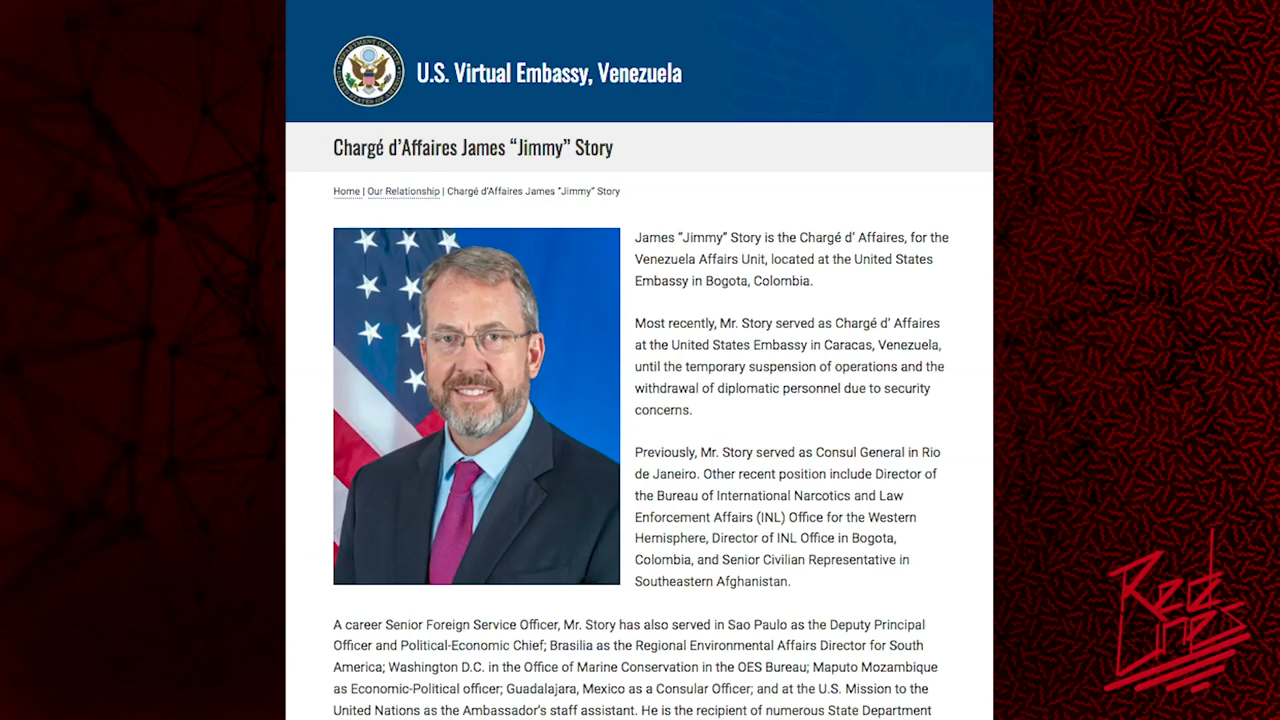 U.S. Virtual Embassy, Venezuela
Chargé d'Affaires James “Jimmy” Story
Home | Our Relationship | Chargé d'Affaires James “Jimmy” Story
James “Jimmy” Story is the Chargé d’ Affaires, for the
Venezuela Affairs Unit, located at the United States
Embassy in Bogota, Colombia.
Most recently, Mr. Story served as Chargé d’ Affaires
at the United States Embassy in Caracas, Venezuela,
until the temporary suspension of operations and the
withdrawal of diplomatic personnel due to security
concerns.
Previously, Mr. Story served as Consul General in Rio
de Janeiro. Other recent position include Director of
the Bureau of International Narcotics and Law
Enforcement Affairs (INL) Office for the Western
Hemisphere, Director of INL Office in Bogota,
Colombia, and Senior Civilian Representative in
Southeastern Afghanistan.
A career Senior Foreign Service Officer, Mr. Story has also served in Sao Paulo as the Deputy Principal
Officer and Political-Economic Chief; Brasilia as the Regional Environmental Affairs Director for South
America; Washington D.C. in the Office of Marine Conservation in the OES Bureau; Maputo Mozambique
as Economic-Political officer; Guadalajara, Mexico as a Consular Officer; and at the U.S. Mission to the
United Nations as the Ambassador’s staff assistant. He is the recipient of numerous State Department
Red
Lines